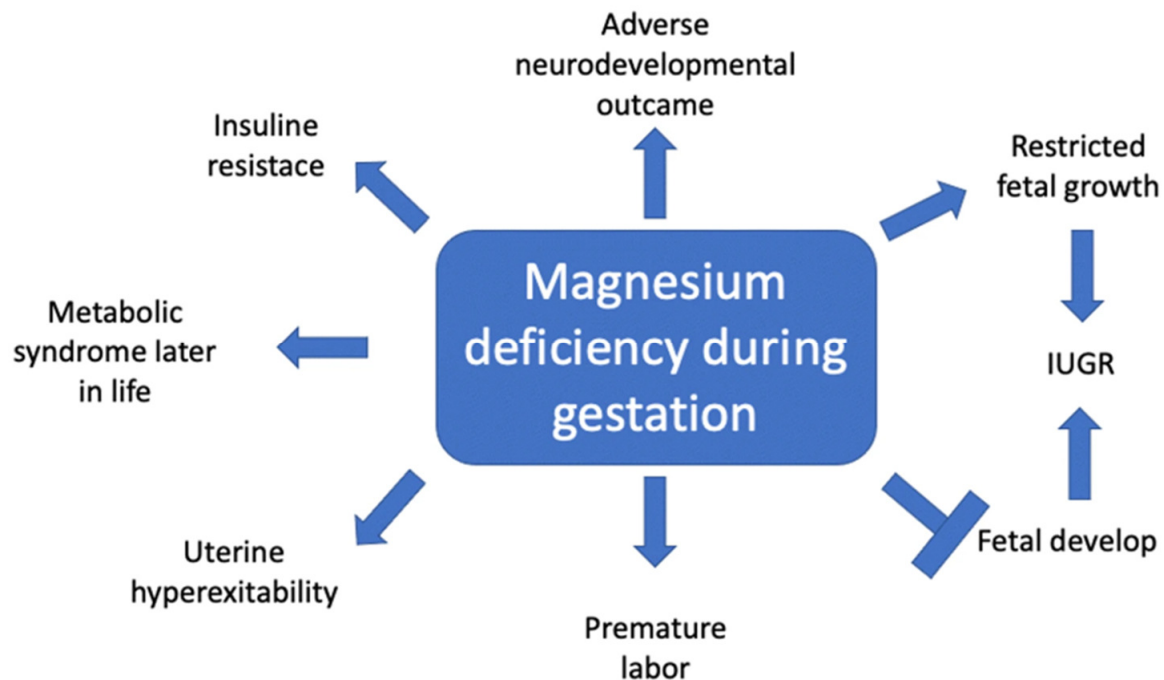 Adverse
neurodevelopmental
outcame
Insuline
resistace
Restricted
fetal growth
Magnesium
deficiency during
gestation
Metabolic
syndrome later
in life
IUGR
Uterine
hyperexitability
Fetal develop
Premature
labor